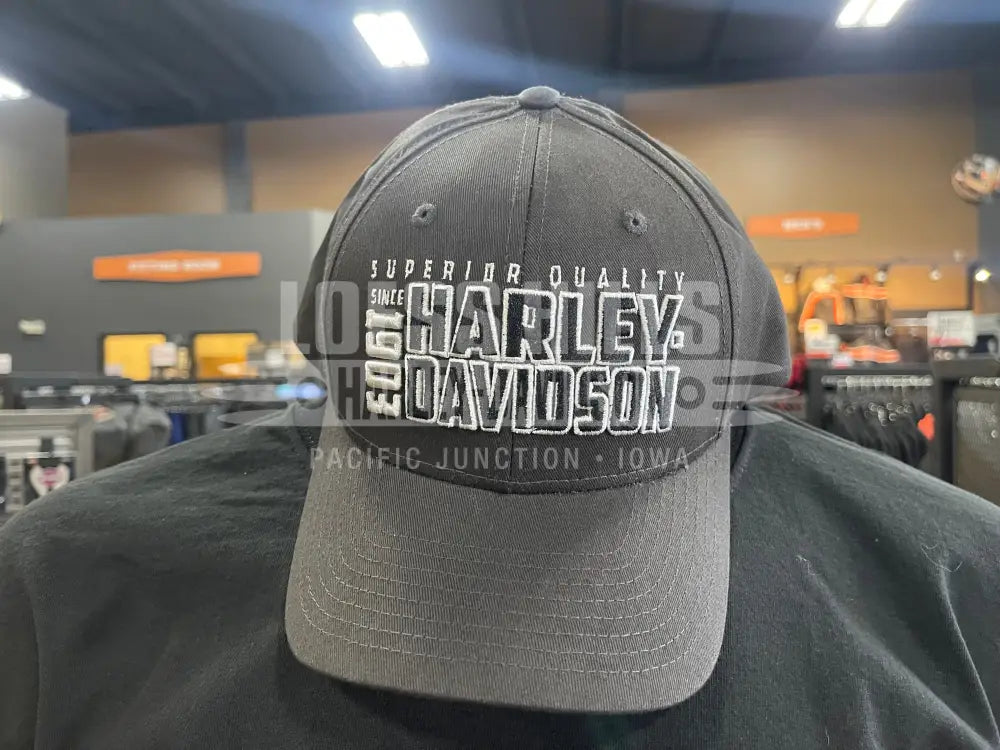 SUPERIOR QUALITY
SINCE
1903
HARLEY-
DAVIDSON
PACIFIC JUNCTION • IOWA